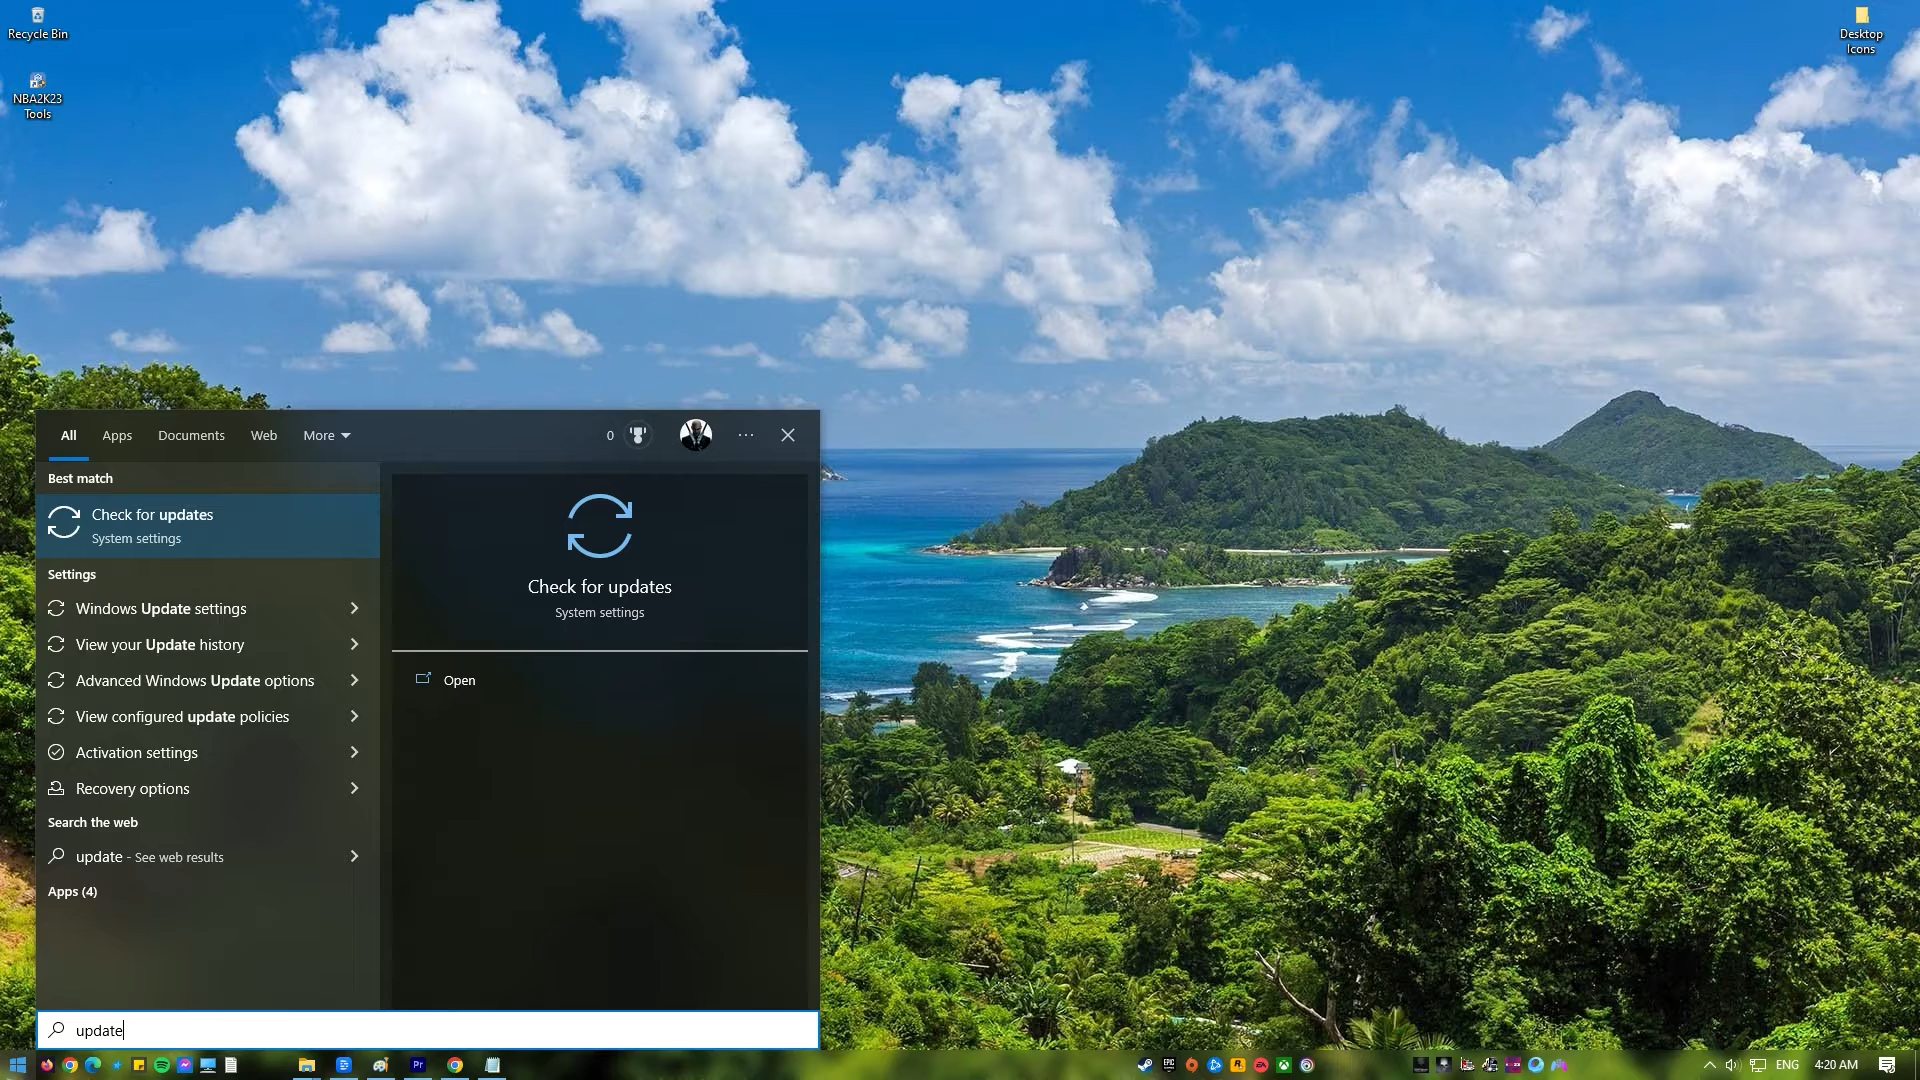 Recycle Bin
NBA2K23
Tools
Desktop
Icons
All Apps Documents Web More 0 ...
Best match
Check for updates
System settings
Settings
Windows Update settings
View your Update history
Advanced Windows Update options
View configured update policies
Activation settings
Recovery options
Search the web
update - See web results
Apps (4)
Check for updates
System settings
Open
update
Pr
EPIC
EA
ENG 4:20 AM